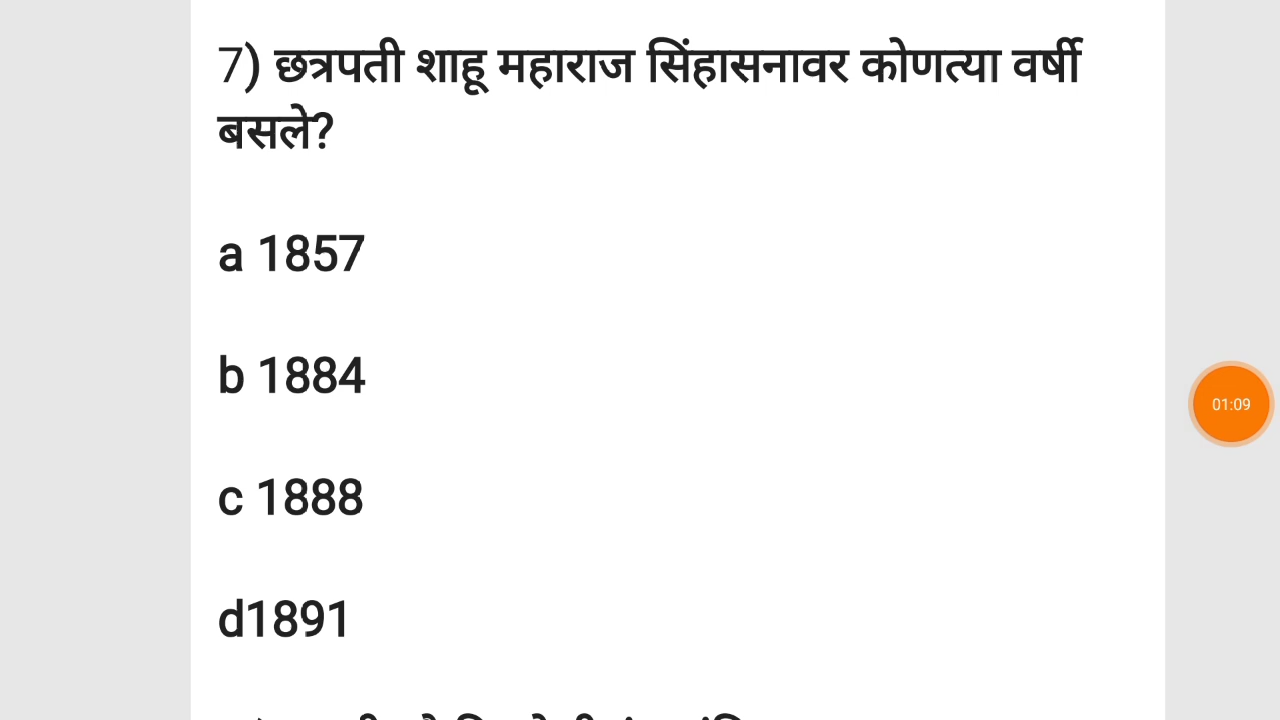 7) छत्रपती शाहू महाराज सिंहासनावर कोणत्या वर्षी
बसले?
a 1857
b 1884
c 1888
d1891
01:09